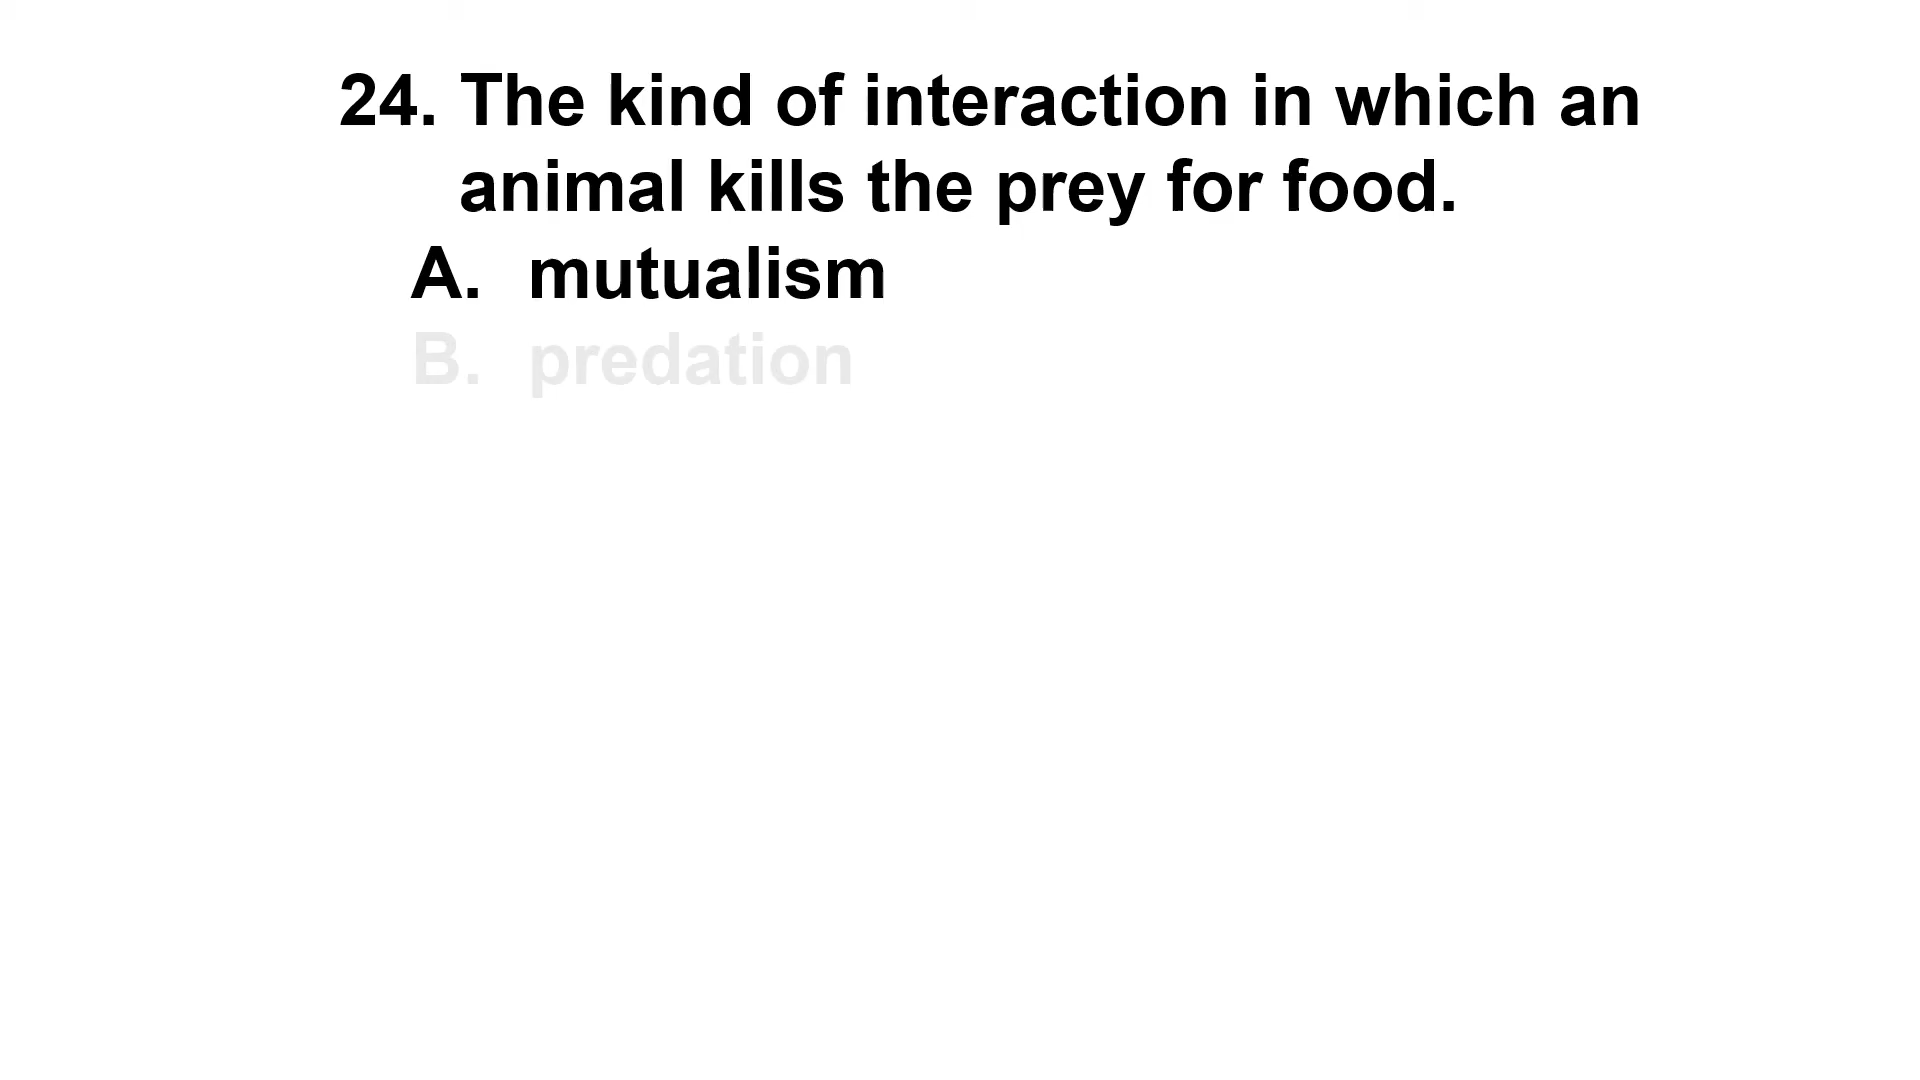 24. The kind of interaction in which an
animal kills the prey for food.
A. mutualism
B. predation